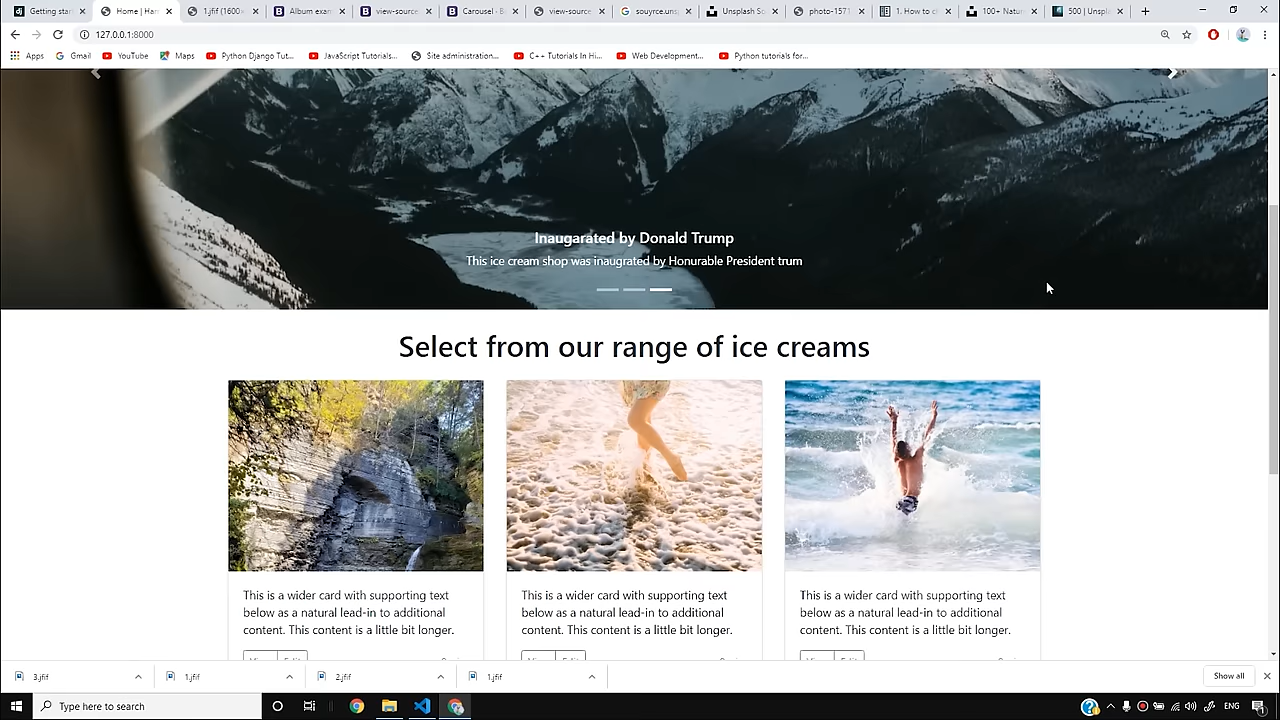 Getting star
Home | Harr
1.jfif (1600×
Album exam
view-source
Carousel - B
view-source
souyrce.uns
Unsplash So
photo-1571
1. How to ch
100+ Natur
500 | Unspla
127.0.0.1:8000
Apps
Gmail
YouTube
Maps
Python Django Tut...
JavaScript Tutorials...
Site administration...
C++ Tutorials In Hi...
Web Development...
Python tutorials for...
Inaugarated by Donald Trump
This ice cream shop was inaugrated by Honurable President trum
Select from our range of ice creams
This is a wider card with supporting text
below as a natural lead-in to additional
content. This content is a little bit longer.
This is a wider card with supporting text
below as a natural lead-in to additional
content. This content is a little bit longer.
This is a wider card with supporting text
below as a natural lead-in to additional
content. This content is a little bit longer.
3.jfif
1.jfif
2.jfif
1.jfif
Show all
Type here to search
ENG